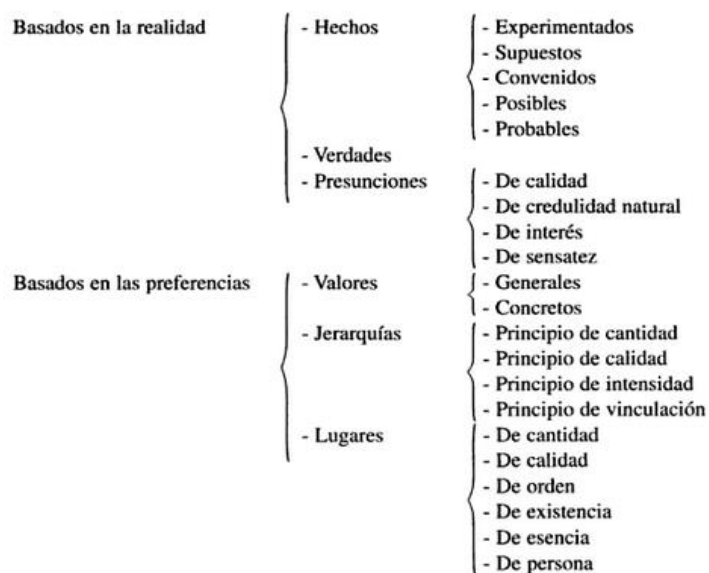 Basados en la realidad - Hechos - Experimentados
- Supuestos
- Convenidos
- Posibles
- Probables
- Verdades
- Presunciones - De calidad
- De credulidad natural
- De interés
- De sensatez
Basados en las preferencias - Valores - Generales
- Concretos
- Jerarquías - Principio de cantidad
- Principio de calidad
- Principio de intensidad
- Principio de vinculación
- Lugares - De cantidad
- De calidad
- De orden
- De existencia
- De esencia
- De persona